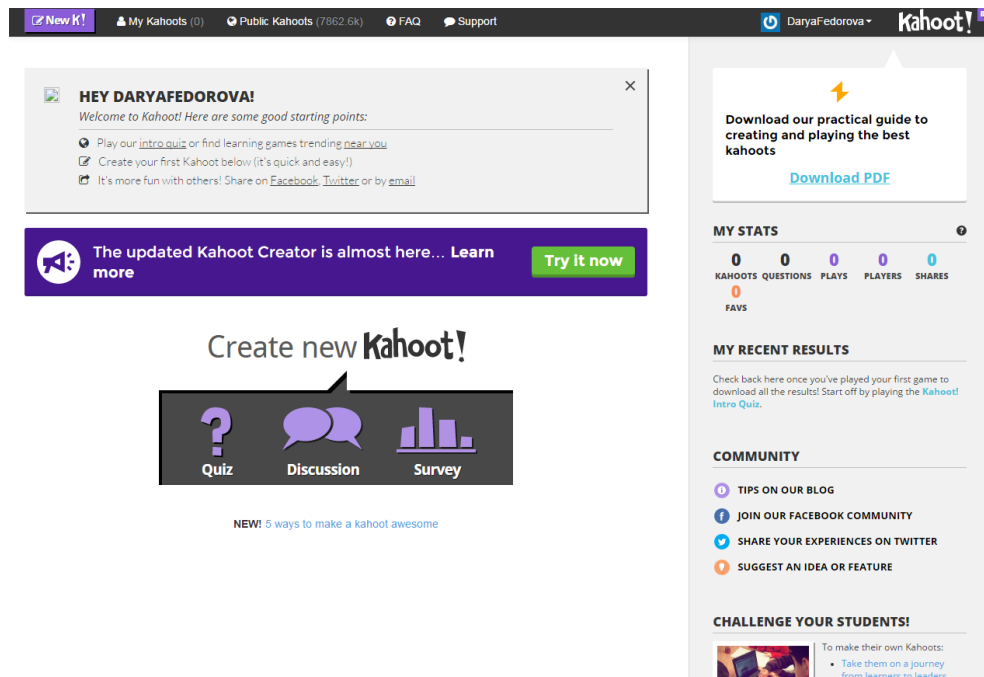 New K!
My Kahoots (0)
Public Kahoots (7862.6k)
FAQ
Support
DaryaFedorova
Kahoot!
HEY DARYAFEDOROVA!
Welcome to Kahoot! Here are some good starting points:
Play our intro quiz or find learning games trending near you
Create your first Kahoot below (it's quick and easy!)
It's more fun with others! Share on Facebook, Twitter or by email
The updated Kahoot Creator is almost here... Learn
more
Try it now
Create new Kahoot!
Quiz
Discussion
Survey
NEW! 5 ways to make a kahoot awesome
Download our practical guide to
creating and playing the best
kahoots
Download PDF
MY STATS
0 0 0 0 0
KAHOOTS QUESTIONS PLAYS PLAYERS SHARES
0
FAVS
MY RECENT RESULTS
Check back here once you've played your first game to
download all the results! Start off by playing the Kahoot!
Intro Quiz.
COMMUNITY
TIPS ON OUR BLOG
JOIN OUR FACEBOOK COMMUNITY
SHARE YOUR EXPERIENCES ON TWITTER
SUGGEST AN IDEA OR FEATURE
CHALLENGE YOUR STUDENTS!
To make their own Kahoots:
Take them on a journey
from learners to leaders